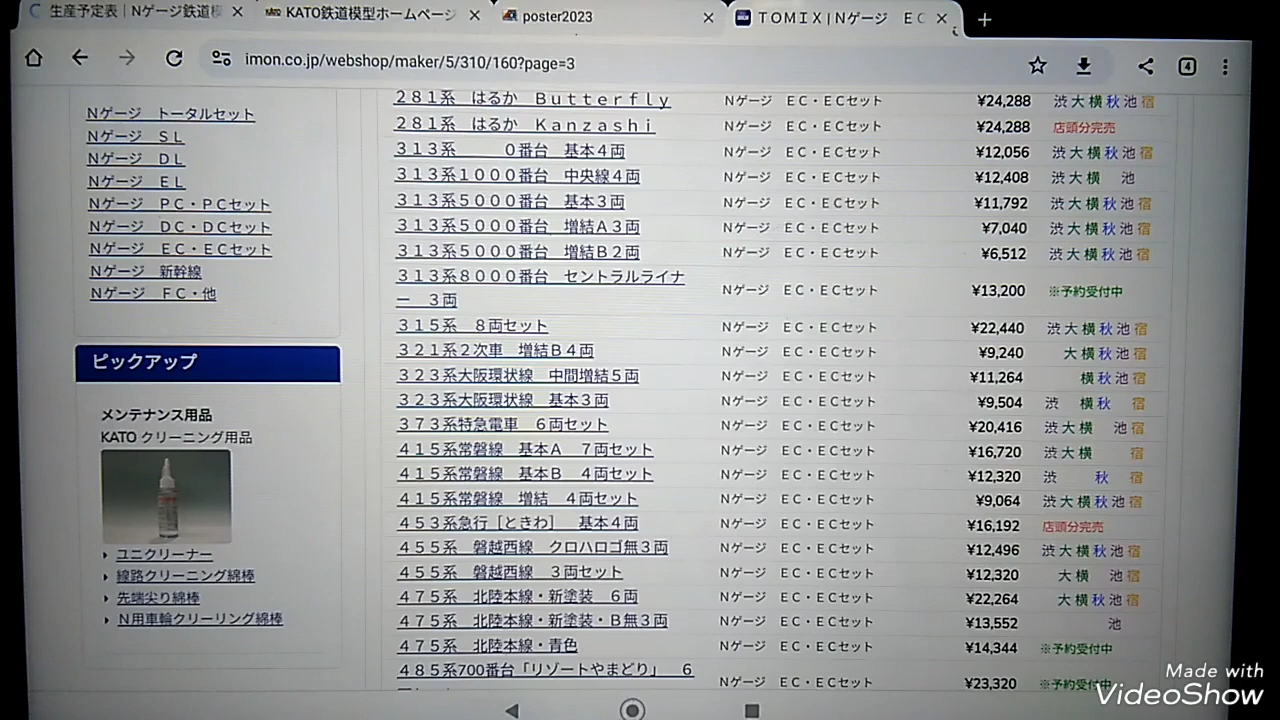 生産予定表｜Nゲージ鉄道模
KATO鉄道模型ホームページ
poster2023
ＴＯＭＩＸ|Ｎゲージ　ＥＣ
imon.co.jp/webshop/maker/5/310/160?page=3
4
Ｎゲージ　トータルセット
Ｎゲージ　ＳＬ
Ｎゲージ　ＤＬ
Ｎゲージ　ＥＬ
Ｎゲージ　ＰＣ・ＰＣセット
Ｎゲージ　ＤＣ・ＤＣセット
Ｎゲージ　ＥＣ・ＥＣセット
Ｎゲージ　新幹線
Ｎゲージ　ＦＣ・他
ピックアップ
メンテナンス用品
KATO クリーニング用品
ユニクリーナー
線路クリーニング綿棒
先端尖り綿棒
Ｎ用車輪クリーリング綿棒
２８１系　はるか　Ｂｕｔｔｅｒｆｌｙ　Ｎゲージ　ＥＣ・ＥＣセット　¥24,288　渋大横秋池宿
２８１系　はるか　Ｋａｎｚａｓｈｉ　Ｎゲージ　ＥＣ・ＥＣセット　¥24,288　店頭分完売
３１３系　　　０番台　基本４両　Ｎゲージ　ＥＣ・ＥＣセット　¥12,056　渋大横秋池宿
３１３系１０００番台　中央線４両　Ｎゲージ　ＥＣ・ＥＣセット　¥12,408　渋大横　池
３１３系５０００番台　基本３両　Ｎゲージ　ＥＣ・ＥＣセット　¥11,792　渋大横秋池宿
３１３系５０００番台　増結Ａ３両　Ｎゲージ　ＥＣ・ＥＣセット　¥7,040　渋大横秋池宿
３１３系５０００番台　増結Ｂ２両　Ｎゲージ　ＥＣ・ＥＣセット　¥6,512　渋大横秋池宿
３１３系８０００番台　セントラルライナ
ー　３両　Ｎゲージ　ＥＣ・ＥＣセット　¥13,200　※予約受付中
３１５系　８両セット　Ｎゲージ　ＥＣ・ＥＣセット　¥22,440　渋大横秋池宿
３２１系２次車　増結Ｂ４両　Ｎゲージ　ＥＣ・ＥＣセット　¥9,240　大横秋池宿
３２３系大阪環状線　中間増結５両　Ｎゲージ　ＥＣ・ＥＣセット　¥11,264　横秋池宿
３２３系大阪環状線　基本３両　Ｎゲージ　ＥＣ・ＥＣセット　¥9,504　渋　横秋　宿
３７３系特急電車　６両セット　Ｎゲージ　ＥＣ・ＥＣセット　¥20,416　渋大横　池宿
４１５系常磐線　基本Ａ　７両セット　Ｎゲージ　ＥＣ・ＥＣセット　¥16,720　渋大横　　宿
４１５系常磐線　基本Ｂ　４両セット　Ｎゲージ　ＥＣ・ＥＣセット　¥12,320　渋　　秋　宿
４１５系常磐線　増結　４両セット　Ｎゲージ　ＥＣ・ＥＣセット　¥9,064　渋大横秋池宿
４５３系急行［ときわ］　基本４両　Ｎゲージ　ＥＣ・ＥＣセット　¥16,192　店頭分完売
４５５系　磐越西線　クロハロゴ無３両　Ｎゲージ　ＥＣ・ＥＣセット　¥12,496　渋大横秋池宿
４５５系　磐越西線　３両セット　Ｎゲージ　ＥＣ・ＥＣセット　¥12,320　大横　池宿
４７５系　北陸本線・新塗装　６両　Ｎゲージ　ＥＣ・ＥＣセット　¥22,264　大横秋池宿
４７５系　北陸本線・新塗装・Ｂ無３両　Ｎゲージ　ＥＣ・ＥＣセット　¥13,552　池
４７５系　北陸本線・青色　Ｎゲージ　ＥＣ・ＥＣセット　¥14,344　※予約受付中
４８５系700番台「リゾートやまどり」　６　Ｎゲージ　ＥＣ・ＥＣセット　¥23,320　※予約受付中
Made with
VideoShow